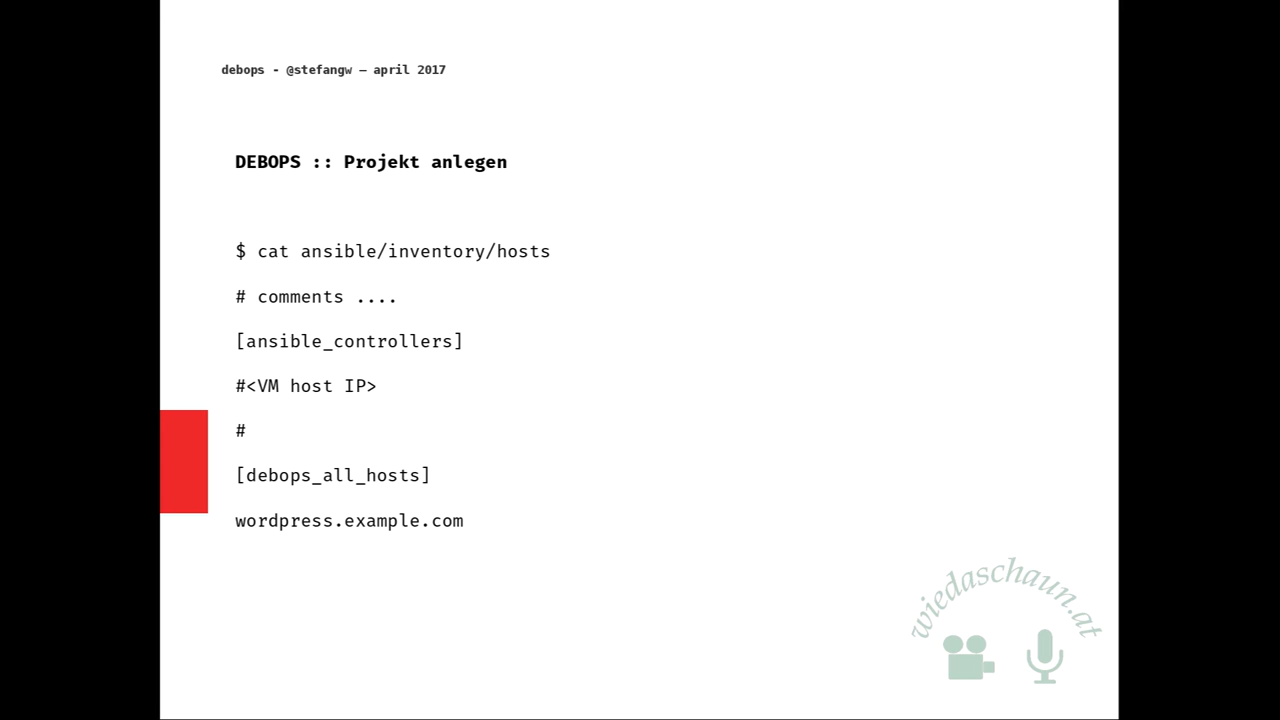 debops - @stefangw – april 2017
DEBOPS :: Projekt anlegen
$ cat ansible/inventory/hosts
# comments ....
[ansible_controllers]
#<VM host IP>
#
[debops_all_hosts]
wordpress.example.com
wiedaschaun.at